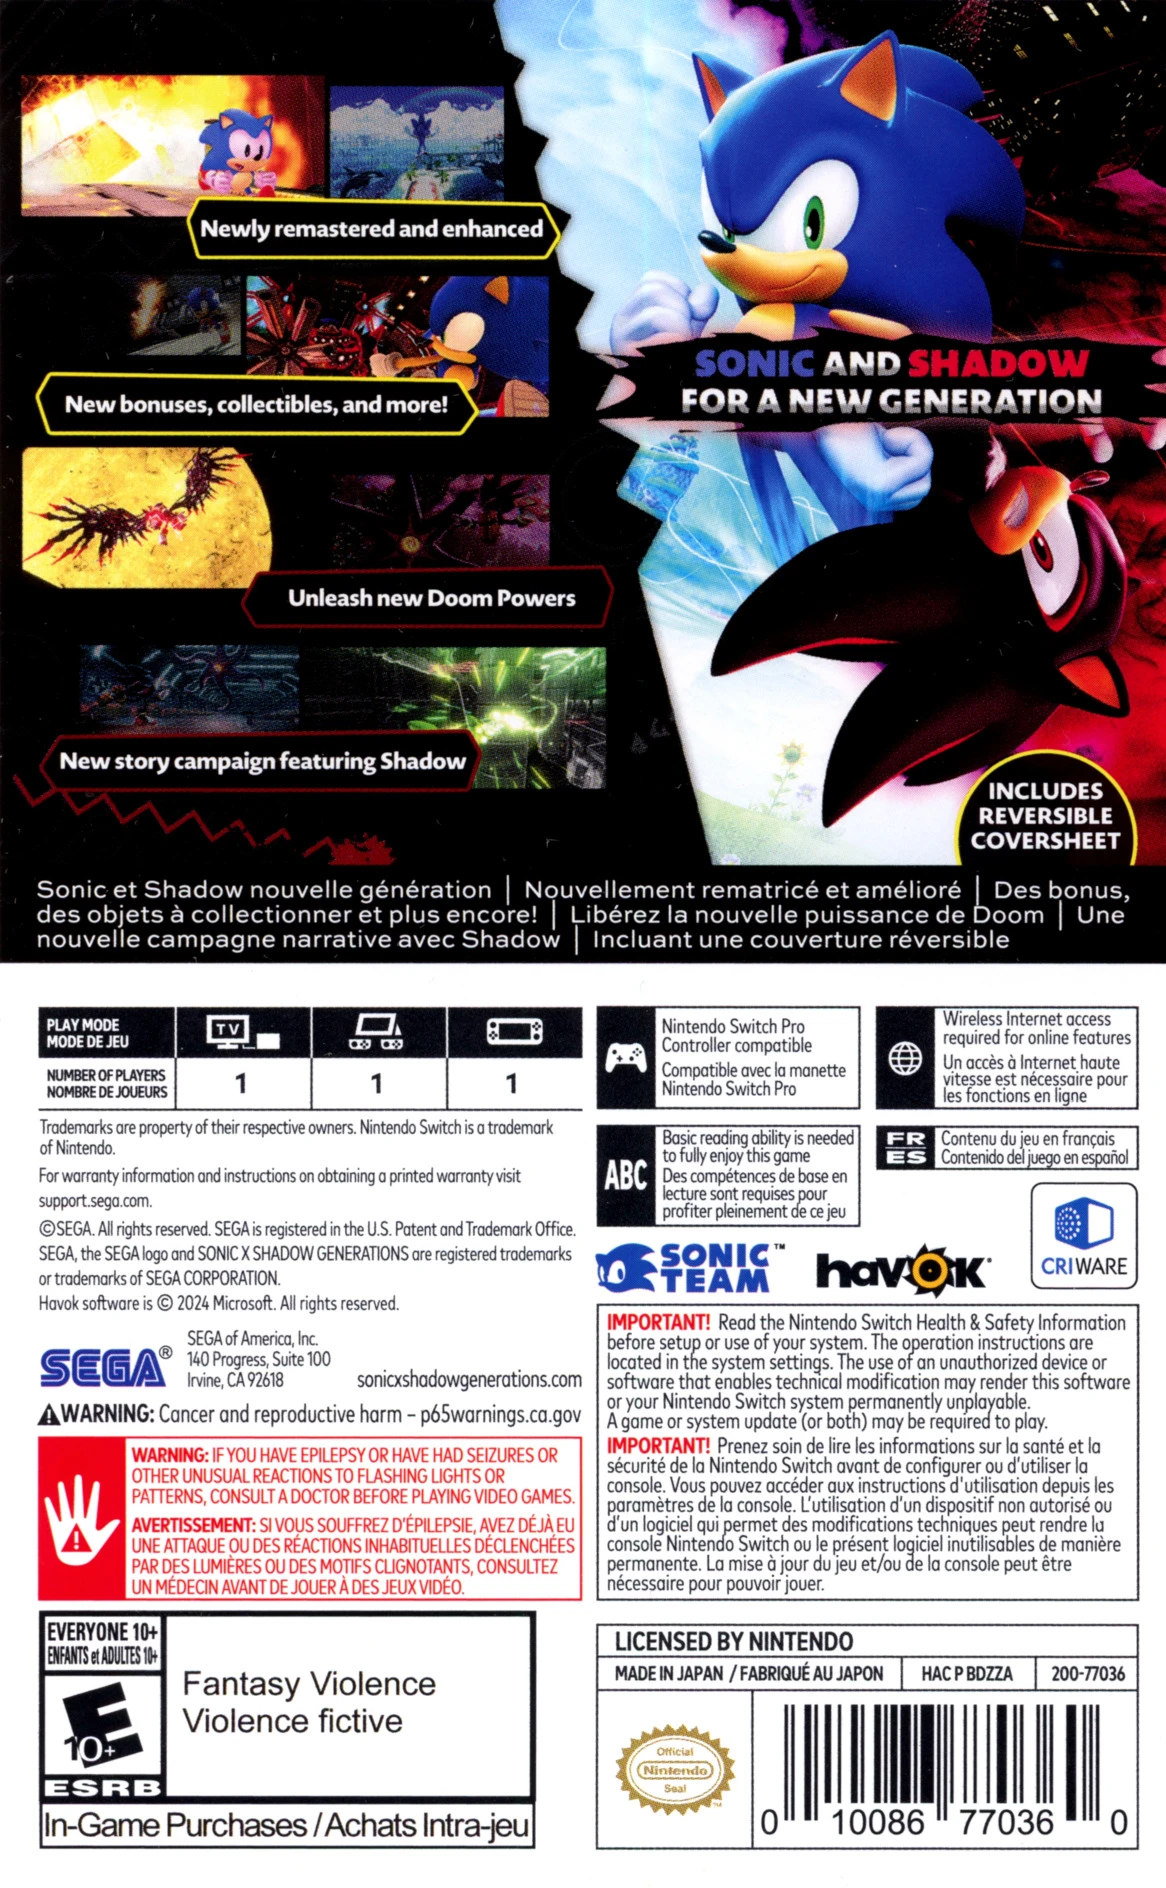 Newly remastered and enhanced
New bonuses, collectibles, and more!
SONIC AND SHADOW
FOR A NEW GENERATION
Unleash new Doom Powers
New story campaign featuring Shadow
INCLUDES
REVERSIBLE
COVERSHEET
Sonic et Shadow nouvelle génération | Nouvellement rematricé et amélioré | Des bonus,
des objets à collectionner et plus encore! | Libérez la nouvelle puissance de Doom | Une
nouvelle campagne narrative avec Shadow | Incluant une couverture réversible
PLAY MODE
MODE DE JEU
TV
NUMBER OF PLAYERS
NOMBRE DE JOUEURS
1 1 1
Trademarks are property of their respective owners. Nintendo Switch is a trademark
of Nintendo.
For warranty information and instructions on obtaining a printed warranty visit
support.sega.com.
©SEGA. All rights reserved. SEGA is registered in the U.S. Patent and Trademark Office.
SEGA, the SEGA logo and SONIC X SHADOW GENERATIONS are registered trademarks
or trademarks of SEGA CORPORATION.
Havok software is © 2024 Microsoft. All rights reserved.
SEGA®
SEGA of America, Inc.
140 Progress, Suite 100
Irvine, CA 92618
sonicxshadowgenerations.com
⚠WARNING: Cancer and reproductive harm – p65warnings.ca.gov
WARNING: IF YOU HAVE EPILEPSY OR HAVE HAD SEIZURES OR
OTHER UNUSUAL REACTIONS TO FLASHING LIGHTS OR
PATTERNS, CONSULT A DOCTOR BEFORE PLAYING VIDEO GAMES.
AVERTISSEMENT: SI VOUS SOUFFREZ D'ÉPILEPSIE, AVEZ DÉJÀ EU
UNE ATTAQUE OU DES RÉACTIONS INHABITUELLES DÉCLENCHÉES
PAR DES LUMIÈRES OU DES MOTIFS CLIGNOTANTS, CONSULTEZ
UN MÉDECIN AVANT DE JOUER À DES JEUX VIDÉO.
EVERYONE 10+
ENFANTS et ADULTES 10+
E
10+
ESRB
Fantasy Violence
Violence fictive
In-Game Purchases / Achats Intra-jeu
Nintendo Switch Pro
Controller compatible
Compatible avec la manette
Nintendo Switch Pro
Wireless Internet access
required for online features
Un accès à Internet haute
vitesse est nécessaire pour
les fonctions en ligne
ABC
Basic reading ability is needed
to fully enjoy this game
Des compétences de base en
lecture sont requises pour
profiter pleinement de ce jeu
FR
ES
Contenu du jeu en français
Contenido del juego en español
SONIC
TEAM™
havok®
CRIWARE
IMPORTANT! Read the Nintendo Switch Health & Safety Information
before setup or use of your system. The operation instructions are
located in the system settings. The use of an unauthorized device or
software that enables technical modification may render this software
or your Nintendo Switch system permanently unplayable.
A game or system update (or both) may be required to play.
IMPORTANT! Prenez soin de lire les informations sur la santé et la
sécurité de la Nintendo Switch avant de configurer ou d'utiliser la
console. Vous pouvez accéder aux instructions d'utilisation depuis les
paramètres de la console. L'utilisation d'un dispositif non autorisé ou
d'un logiciel qui permet des modifications techniques peut rendre la
console Nintendo Switch ou le présent logiciel inutilisables de manière
permanente. La mise à jour du jeu et/ou de la console peut être
nécessaire pour pouvoir jouer.
LICENSED BY NINTENDO
MADE IN JAPAN / FABRIQUÉ AU JAPON
HAC P BDZZA
200-77036
Official
Nintendo
Seal
™
0 10086 77036 0